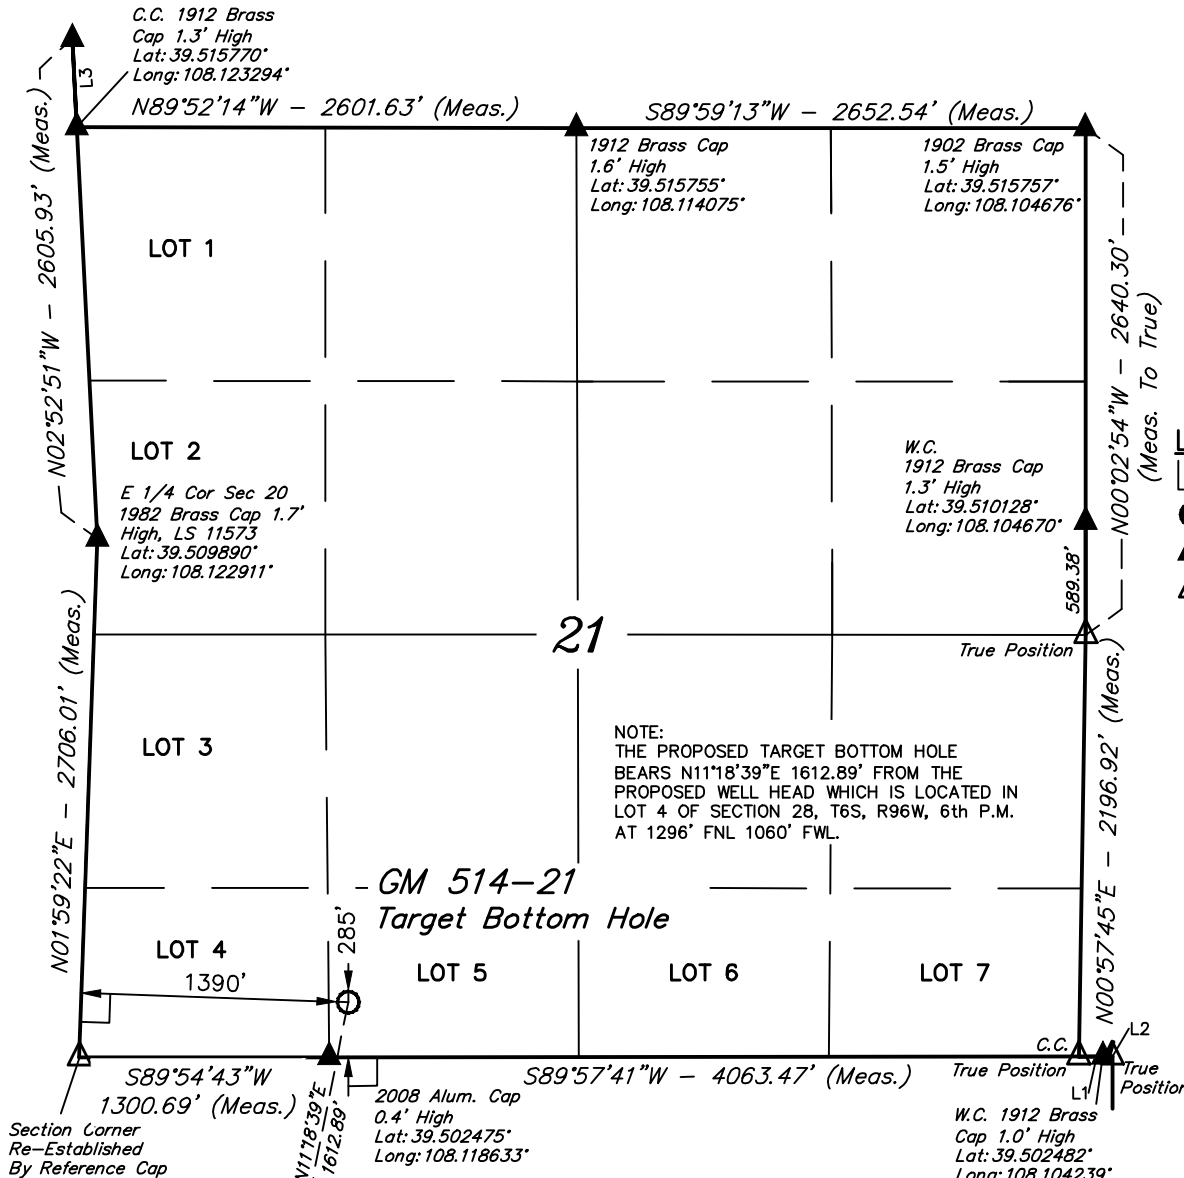 C.C. 1912 Brass
Cap 1.3' High
Lat: 39.515770°
Long: 108.123294°
L3
N89°52'14"W – 2601.63' (Meas.)
S89°59'13"W – 2652.54' (Meas.)
1912 Brass Cap
1.6' High
Lat: 39.515755°
Long: 108.114075°
1902 Brass Cap
1.5' High
Lat: 39.515757°
Long: 108.104676°
N02°52'51"W – 2605.93' (Meas.)
LOT 1
N00°02'54"W – 2640.30'
(Meas. To True)
LOT 2
E 1/4 Cor Sec 20
1982 Brass Cap 1.7'
High, LS 11573
Lat: 39.509890°
Long: 108.122911°
W.C.
1912 Brass Cap
1.3' High
Lat: 39.510128°
Long: 108.104670°
L
589.38'
21
True Position
N01°59'22"E – 2706.01' (Meas.)
LOT 3
NOTE:
THE PROPOSED TARGET BOTTOM HOLE
BEARS N11°18'39"E 1612.89' FROM THE
PROPOSED WELL HEAD WHICH IS LOCATED IN
LOT 4 OF SECTION 28, T6S, R96W, 6th P.M.
AT 1296' FNL 1060' FWL.
N00°57'45"E – 2196.92' (Meas.)
GM 514–21
Target Bottom Hole
285'
LOT 4
1390'
LOT 5
LOT 6
LOT 7
C.C.
True Position
L1
L2
True
Position
S89°54'43"W
1300.69' (Meas.)
S89°57'41"W – 4063.47' (Meas.)
N11°18'39"E
1612.89'
2008 Alum. Cap
0.4' High
Lat: 39.502475°
Long: 108.118633°
W.C. 1912 Brass
Cap 1.0' High
Lat: 39.502482°
Long: 108.104239°
Section Corner
Re–Established
By Reference Cap